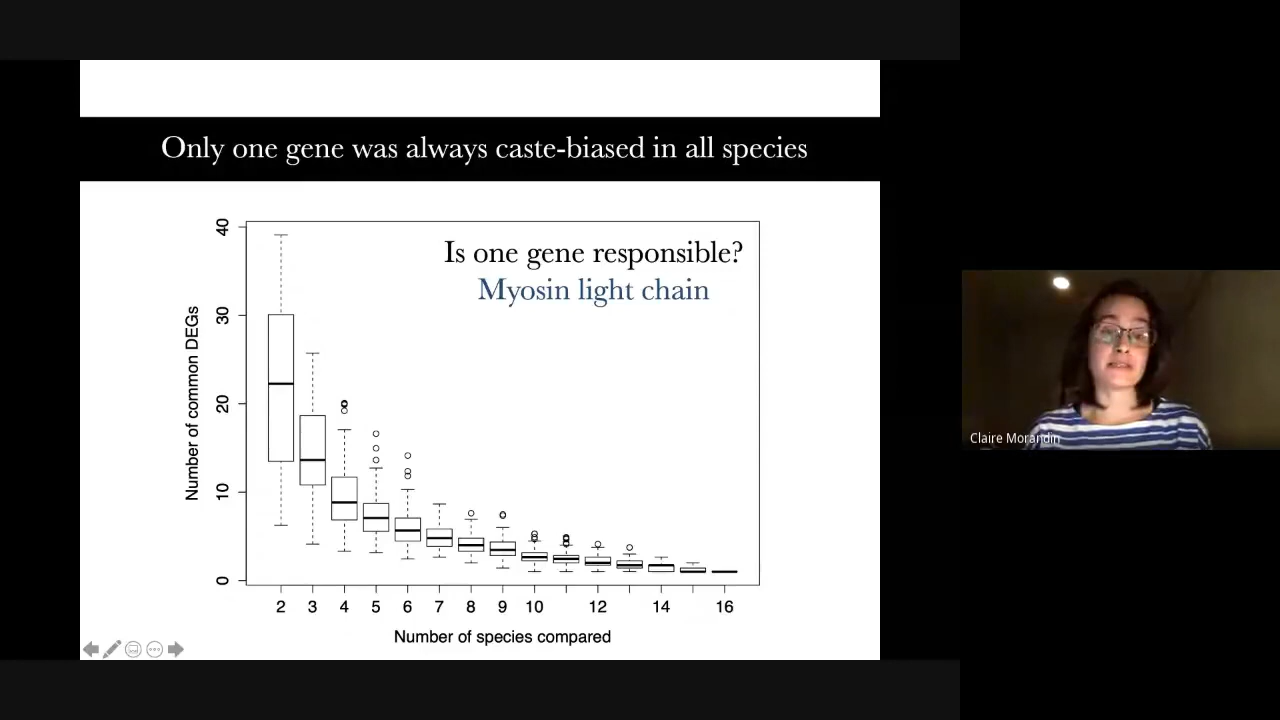 Only one gene was always caste-biased in all species
Is one gene responsible?
Myosin light chain
Number of common DEGs
40
30
20
10
0
2 3 4 5 6 7 8 9 10 12 14 16
Number of species compared
Claire Morandin